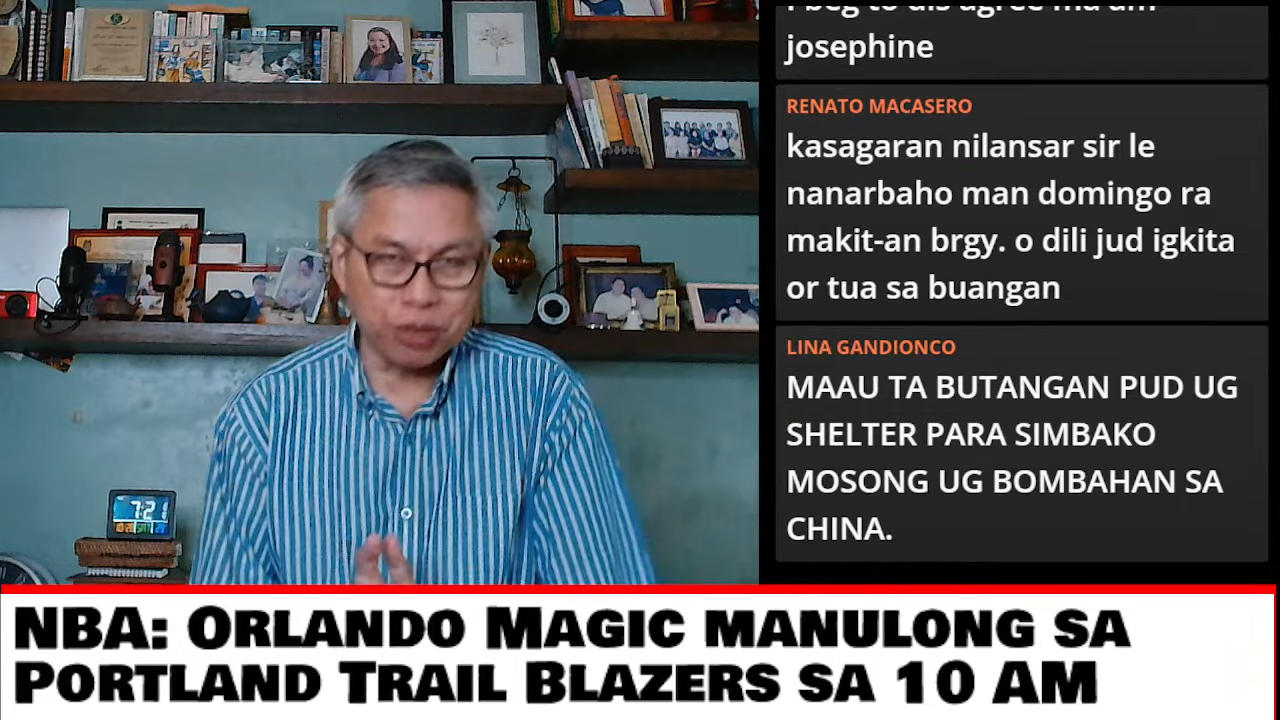 josephine
RENATO MACASERO
kasagaran nilansar sir le
nanarbaho man domingo ra
makit-an brgy. o dili jud igkita
or tua sa buangan
LINA GANDIONCO
MAAU TA BUTANGAN PUD UG
SHELTER PARA SIMBAKO
MOSONG UG BOMBAHAN SA
CHINA.
7:21
NBA: ORLANDO MAGIC MANULONG SA
PORTLAND TRAIL BLAZERS SA 10 AM